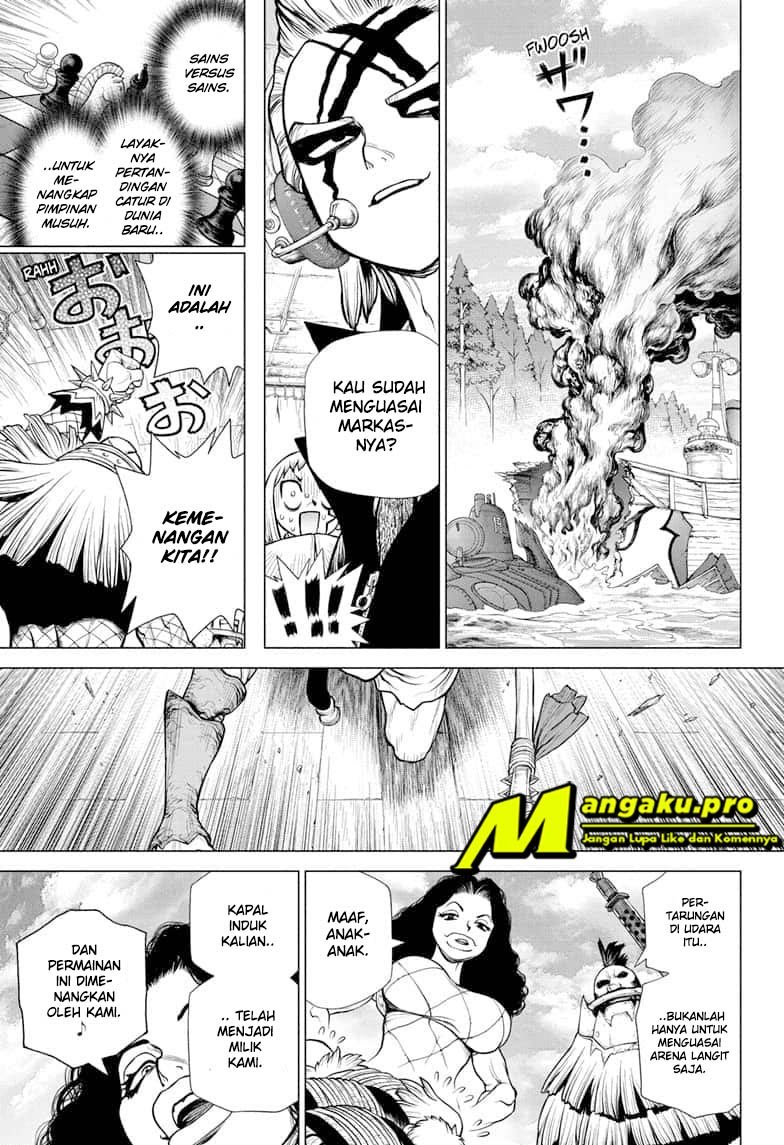 FWOOSH
ザワ・・・
KAU SUDAH
MENGUASAI
MARKAS-
NYA?
!!!
SAINS
VERSUS
SAINS.
LAYAK-
NYA
PERTAN-
DINGAN
CATUR DI
DUNIA
BARU..
..UNTUK
ME-
NANGKAP
PIMPINAN
MUSUH.
RAHH
おおお
INI
ADALAH
..
KEME-
NANGAN
KITA!!
Mangaku.pro
Jangan Lupa Like dan Komennya
PER-
TARUNGAN
DI UDARA
ITU..
..BUKANLAH
HANYA UNTUK
MENGUASAI
ARENA LANGIT
SAJA.
MAAF,
ANAK-
ANAK.
KAPAL
INDUK
KALIAN..
.. TELAH
MENJADI
MILIK
KAMI.
DAN
PERMAINAN
INI DIME-
NANGKAN
OLEH KAMI.
♪